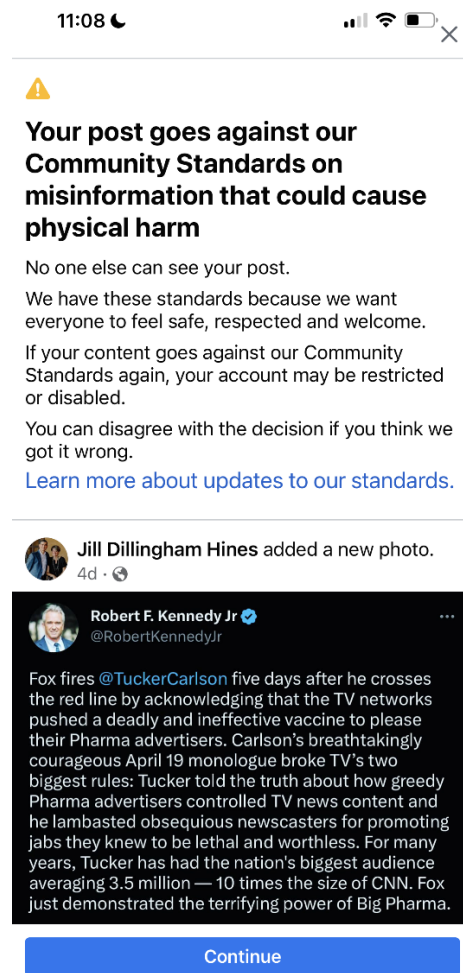 11:08
Your post goes against our
Community Standards on
misinformation that could cause
physical harm
No one else can see your post.
We have these standards because we want
everyone to feel safe, respected and welcome.
If your content goes against our Community
Standards again, your account may be restricted
or disabled.
You can disagree with the decision if you think we
got it wrong.
Learn more about updates to our standards.
Jill Dillingham Hines added a new photo.
4d ·
Robert F. Kennedy Jr
@RobertKennedyJr
Fox fires @TuckerCarlson five days after he crosses
the red line by acknowledging that the TV networks
pushed a deadly and ineffective vaccine to please
their Pharma advertisers. Carlson’s breathtakingly
courageous April 19 monologue broke TV’s two
biggest rules: Tucker told the truth about how greedy
Pharma advertisers controlled TV news content and
he lambasted obsequious newscasters for promoting
jabs they knew to be lethal and worthless. For many
years, Tucker has had the nation's biggest audience
averaging 3.5 million — 10 times the size of CNN. Fox
just demonstrated the terrifying power of Big Pharma.
Continue